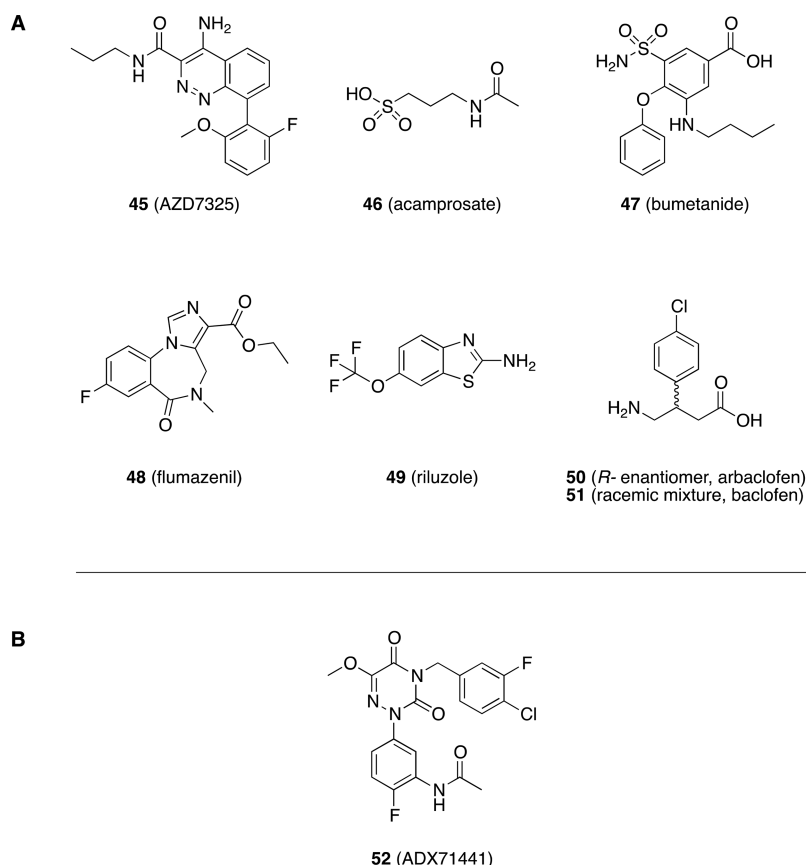 A
O
NH2
N
H
N
N
O
F
45 (AZD7325)
O
HO
S
O O
N
H
46 (acamprosate)
O O
S
H2N
O
OH
O
HN
47 (bumetanide)
N
O
N
O
F
N
O
48 (flumazenil)
F
F
F
O
N
S
NH2
49 (riluzole)
Cl
H2N
O
OH
50 (R- enantiomer, arbaclofen)
51 (racemic mixture, baclofen)
B
O
O
N
F
N
N
O
Cl
O
N
H
F
52 (ADX71441)